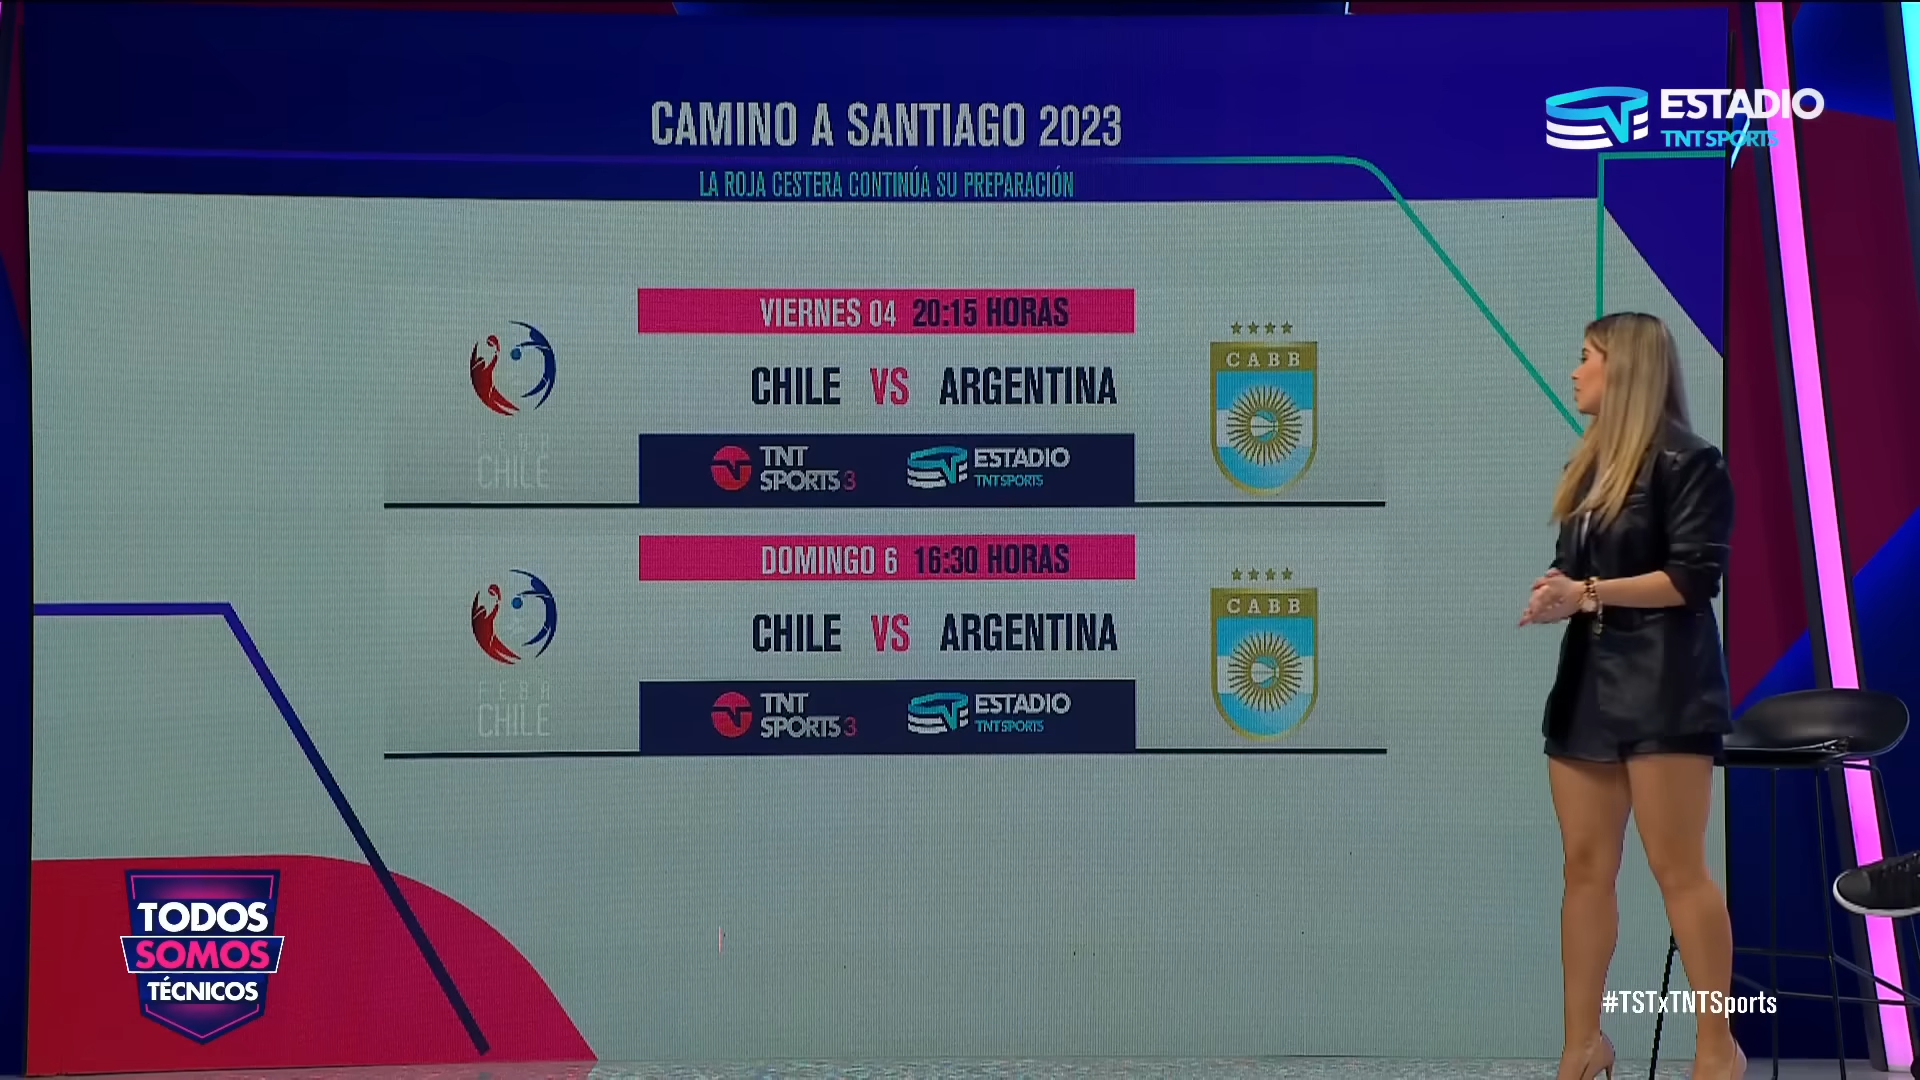 CAMINO A SANTIAGO 2023
LA ROJA CESTERA CONTINÚA SU PREPARACIÓN
ESTADIO
TNT SPORTS
VIERNES 04 20:15 HORAS
CHILE VS ARGENTINA
CABB
CHILE
TNT SPORTS 3
ESTADIO
TNT SPORTS
DOMINGO 6 16:30 HORAS
CHILE VS ARGENTINA
CABB
FEBA
CHILE
TNT SPORTS 3
ESTADIO
TNT SPORTS
TODOS
SOMOS
TÉCNICOS
#TSTxTNTSports